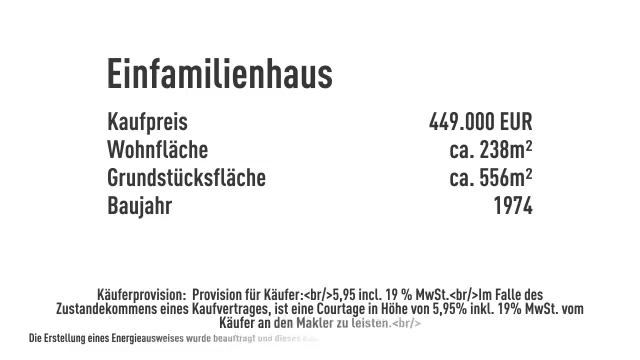 Einfamilienhaus
Kaufpreis 449.000 EUR
Wohnfläche ca. 238m²
Grundstücksfläche ca. 556m²
Baujahr 1974
Käuferprovision: Provision für Käufer:<br/>5,95 incl. 19 % MwSt.<br/>Im Falle des
Zustandekommens eines Kaufvertrages, ist eine Courtage in Höhe von 5,95% inkl. 19% MwSt. vom
Käufer an den Makler zu leisten.<br/>
Die Erstellung eines Energieausweises wurde beauftragt und dieses